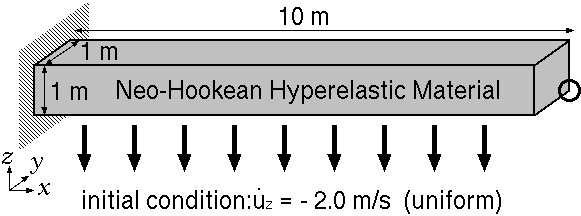 10 m
1 m
1 m
Neo-Hookean Hyperelastic Material
z
y
x
initial condition:u̇z = - 2.0 m/s (uniform)